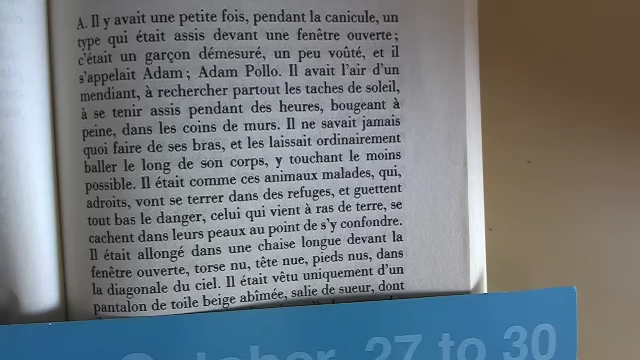 A. Il y avait une petite fois, pendant la canicule, un
type qui était assis devant une fenêtre ouverte ;
c'était un garçon démesuré, un peu voûté, et il
s'appelait Adam ; Adam Pollo. Il avait l'air d'un
mendiant, à rechercher partout les taches de soleil,
à se tenir assis pendant des heures, bougeant à
peine, dans les coins de murs. Il ne savait jamais
quoi faire de ses bras, et les laissait ordinairement
baller le long de son corps, y touchant le moins
possible. Il était comme ces animaux malades, qui,
adroits, vont se terrer dans des refuges, et guettent
tout bas le danger, celui qui vient à ras de terre, se
cachent dans leurs peaux au point de s'y confondre.
Il était allongé dans une chaise longue devant la
fenêtre ouverte, torse nu, tête nue, pieds nus, dans
la diagonale du ciel. Il était vêtu uniquement d'un
pantalon de toile beige abîmée, salie de sueur, dont
October 27 to 30